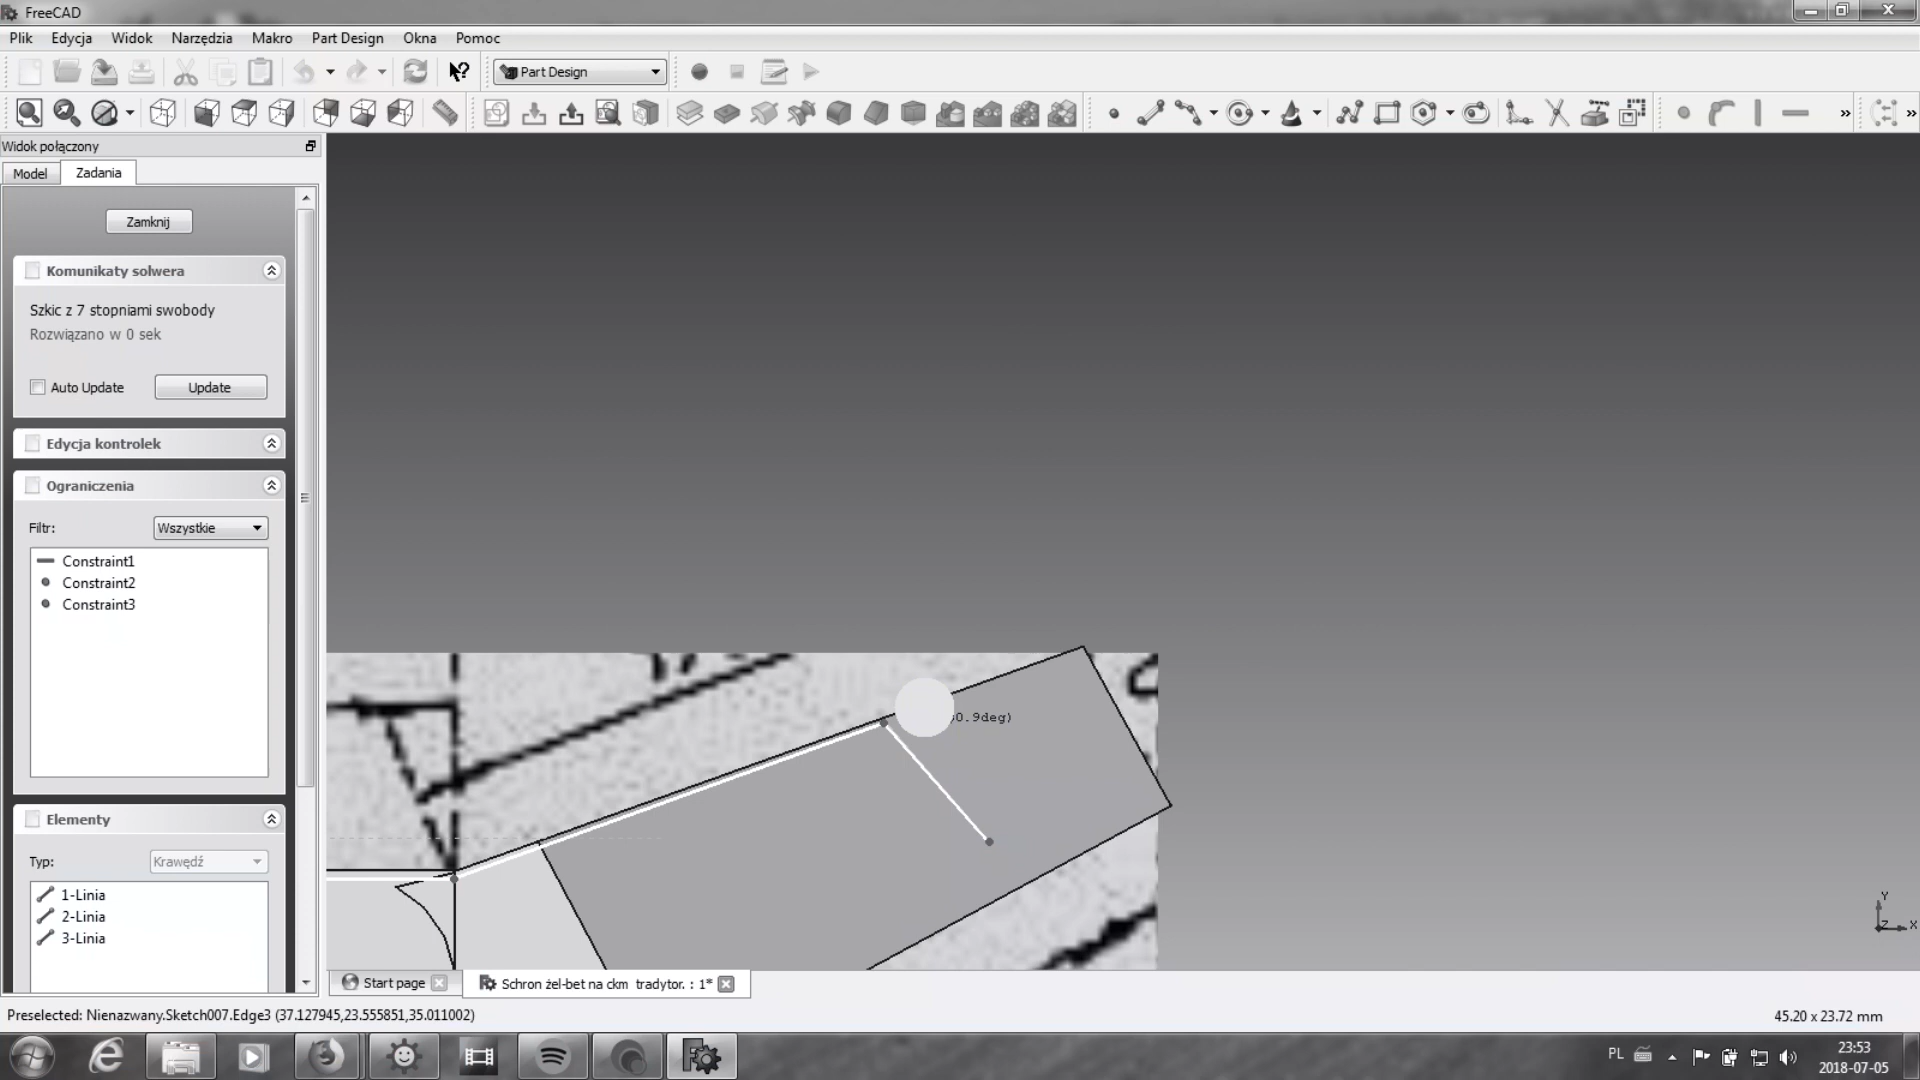 FreeCAD
Plik Edycja Widok Narzędzia Makro Part Design Okna Pomoc
Part Design
Widok połączony
Model Zadania
Zamknij
Komunikaty solwera
Szkic z 7 stopniami swobody
Rozwiązano w 0 sek
Auto Update Update
Edycja kontrolek
Ograniczenia
Filtr: Wszystkie
Constraint1
Constraint2
Constraint3
Elementy
Typ: Krawędź
1-Linia
2-Linia
3-Linia
0.9deg)
Y
Z X
Start page Schron żel-bet na ckm tradytor. : 1*
Preselected: Nienazwany.Sketch007.Edge3 (37.127945,23.555851,35.011002) 45.20 x 23.72 mm
PL 23:53
2018-07-05